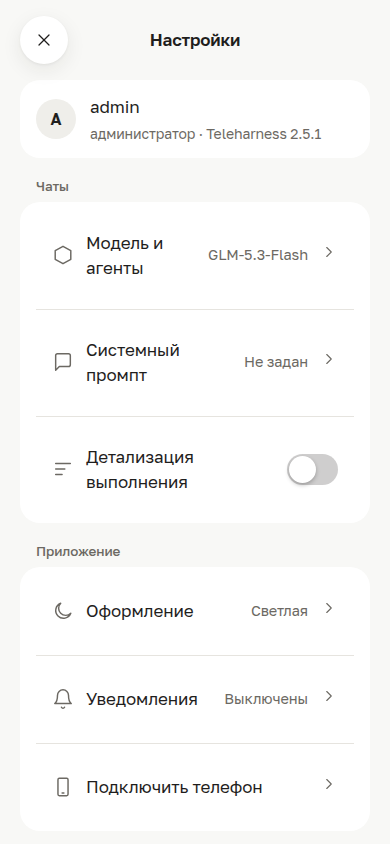 Настройки
A
admin
администратор · Teleharness 2.5.1
Чаты
Модель и
агенты
GLM-5.3-Flash
Системный
промпт
Не задан
Детализация
выполнения
Приложение
Оформление
Светлая
Уведомления
Выключены
Подключить телефон